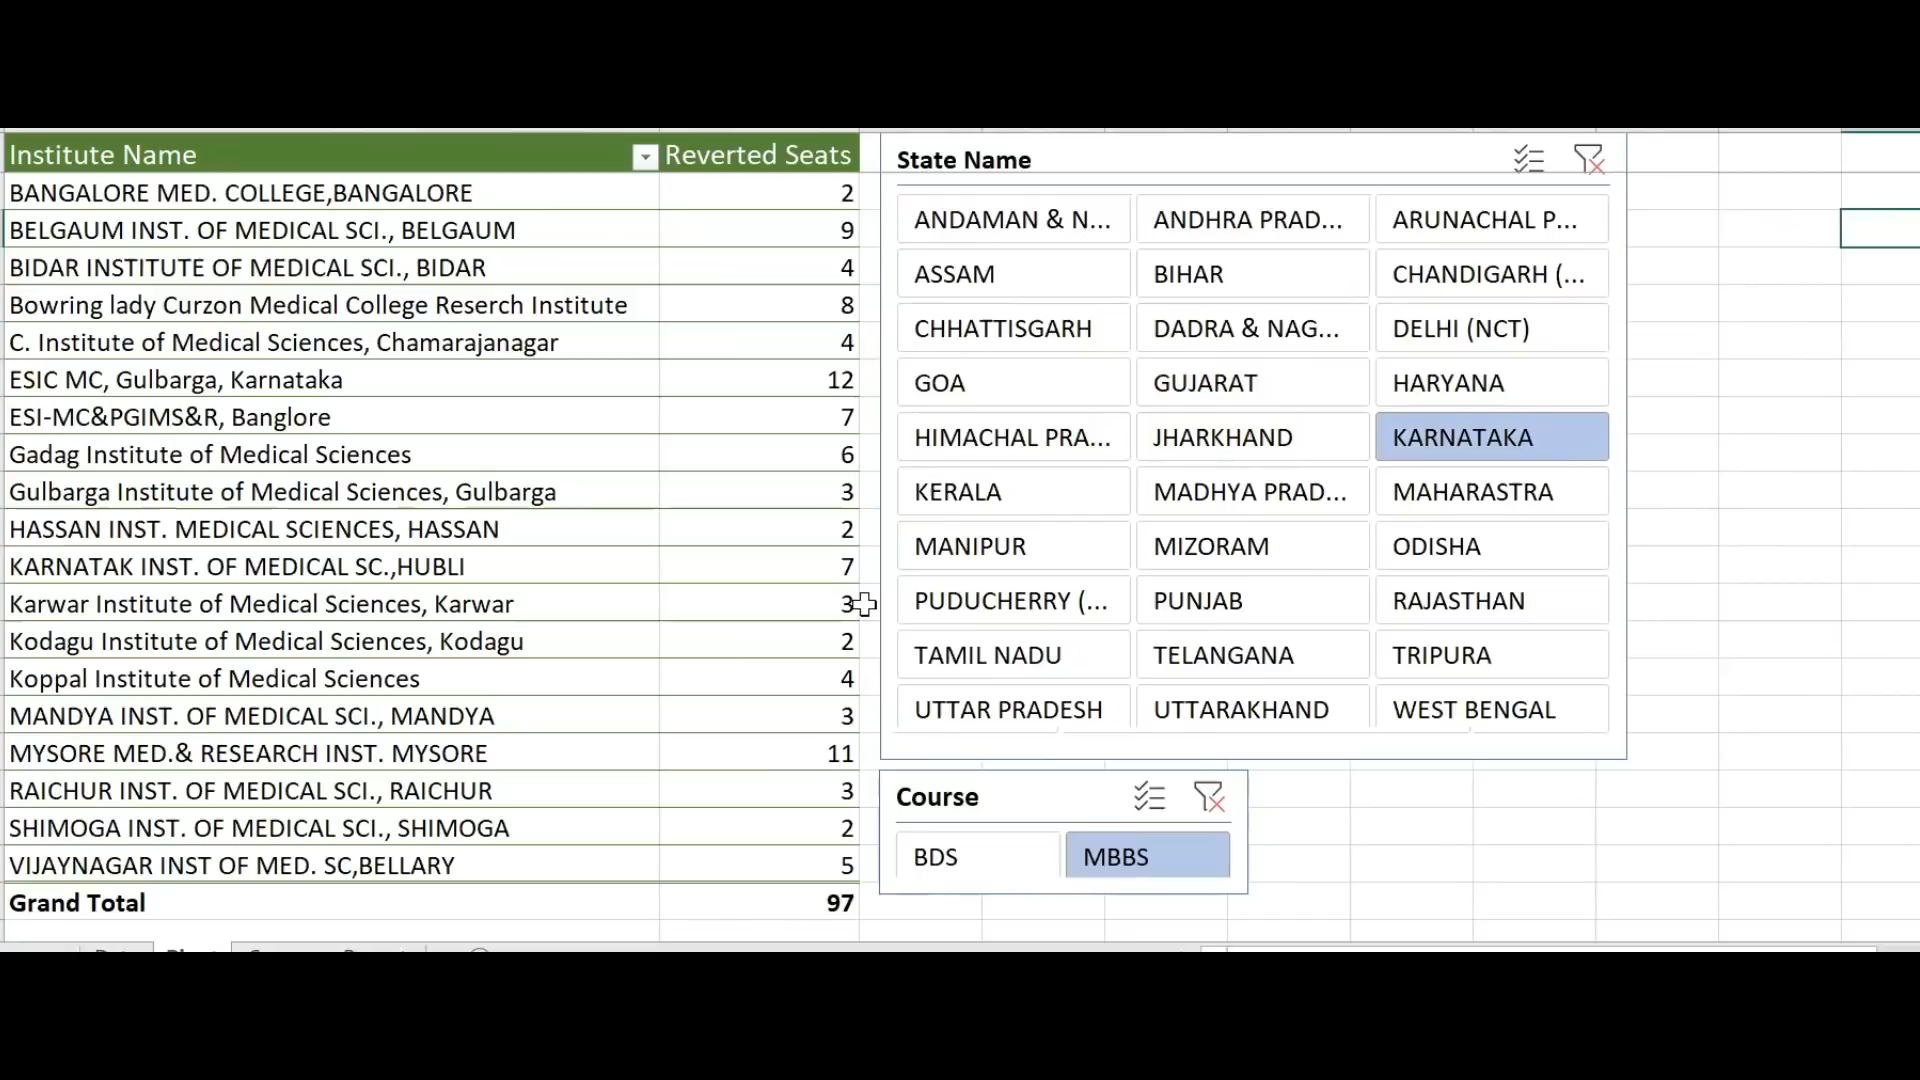 Institute Name Reverted Seats
BANGALORE MED. COLLEGE,BANGALORE 2
BELGAUM INST. OF MEDICAL SCI., BELGAUM 9
BIDAR INSTITUTE OF MEDICAL SCI., BIDAR 4
Bowring lady Curzon Medical College Reserch Institute 8
C. Institute of Medical Sciences, Chamarajanagar 4
ESIC MC, Gulbarga, Karnataka 12
ESI-MC&PGIMS&R, Banglore 7
Gadag Institute of Medical Sciences 6
Gulbarga Institute of Medical Sciences, Gulbarga 3
HASSAN INST. MEDICAL SCIENCES, HASSAN 2
KARNATAK INST. OF MEDICAL SC.,HUBLI 7
Karwar Institute of Medical Sciences, Karwar 3
Kodagu Institute of Medical Sciences, Kodagu 2
Koppal Institute of Medical Sciences 4
MANDYA INST. OF MEDICAL SCI., MANDYA 3
MYSORE MED.& RESEARCH INST. MYSORE 11
RAICHUR INST. OF MEDICAL SCI., RAICHUR 3
SHIMOGA INST. OF MEDICAL SCI., SHIMOGA 2
VIJAYNAGAR INST OF MED. SC,BELLARY 5
Grand Total 97
State Name
ANDAMAN & N... ANDHRA PRAD... ARUNACHAL P...
ASSAM BIHAR CHANDIGARH (...
CHHATTISGARH DADRA & NAG... DELHI (NCT)
GOA GUJARAT HARYANA
HIMACHAL PRA... JHARKHAND KARNATAKA
KERALA MADHYA PRAD... MAHARASTRA
MANIPUR MIZORAM ODISHA
PUDUCHERRY (... PUNJAB RAJASTHAN
TAMIL NADU TELANGANA TRIPURA
UTTAR PRADESH UTTARAKHAND WEST BENGAL
Course
BDS MBBS